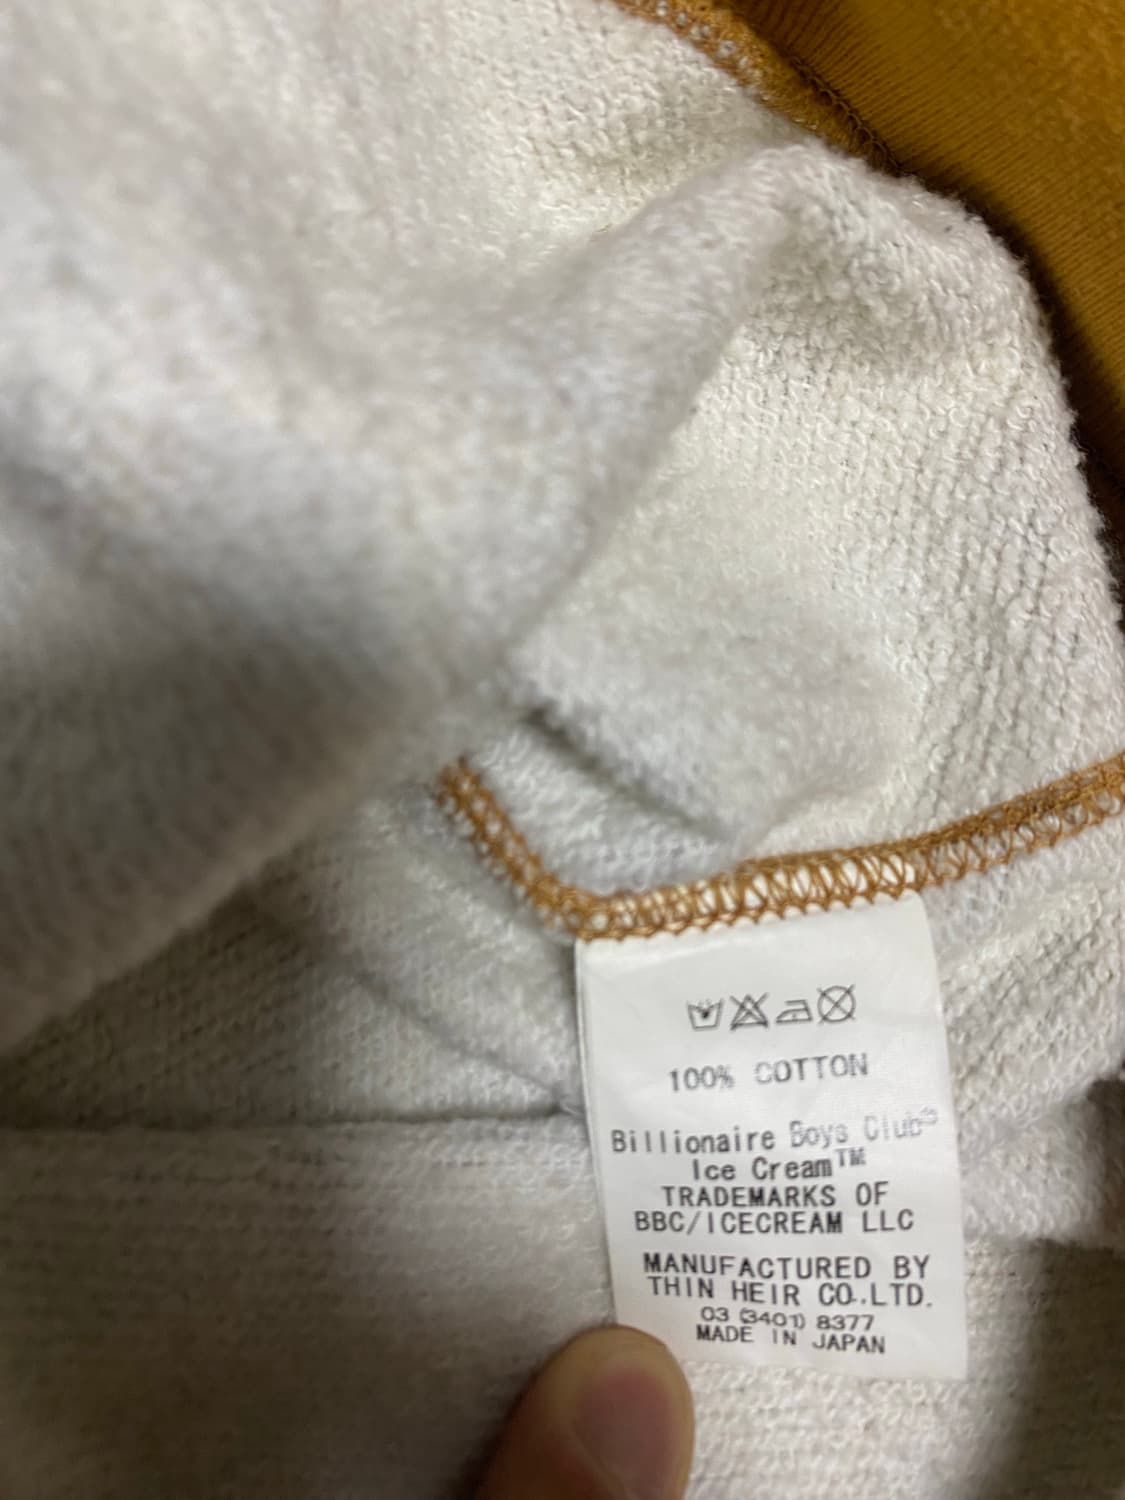 100% COTTON
Billionaire Boys Club®
Ice Cream™
TRADEMARKS OF
BBC/ICECREAM LLC
MANUFACTURED BY
THIN HEIR CO.,LTD.
03 (3401) 8377
MADE IN JAPAN